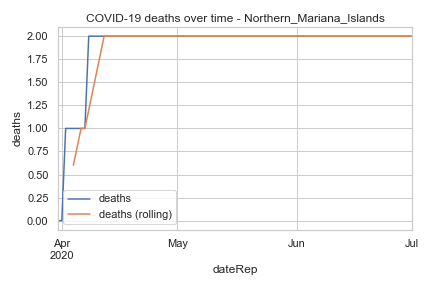 COVID-19 deaths over time - Northern_Mariana_Islands
deaths
2.00
1.75
1.50
1.25
1.00
0.75
0.50
0.25
0.00
deaths
deaths (rolling)
Apr May Jun Jul
2020
dateRep